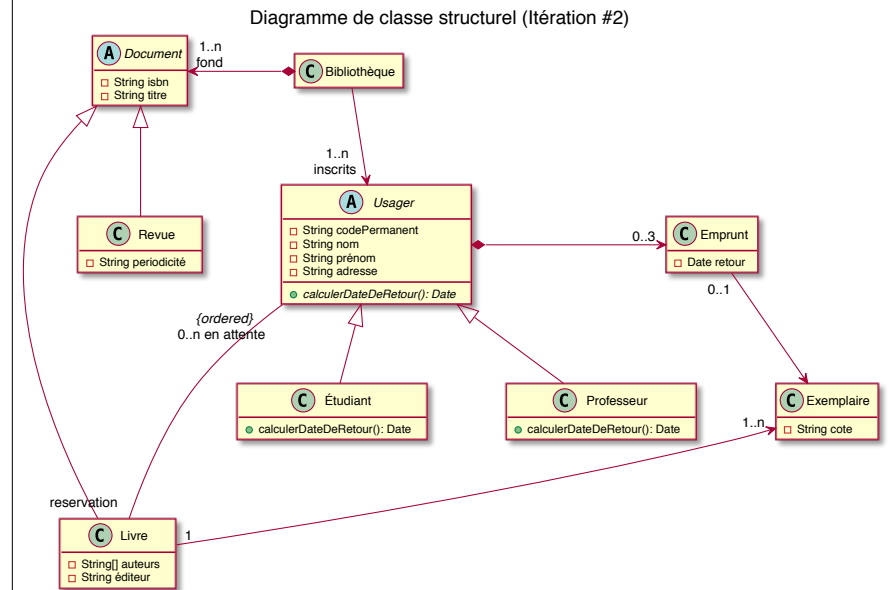 Diagramme de classe structurel (Itération #2)
A Document
String isbn
String titre
1..n
fond
C Bibliothèque
1..n
inscrits
A Usager
String codePermanent
String nom
String prénom
String adresse
calculerDateDeRetour(): Date
C Revue
String periodicité
0..3
C Emprunt
Date retour
0..1
{ordered}
0..n en attente
C Étudiant
calculerDateDeRetour(): Date
C Professeur
calculerDateDeRetour(): Date
C Exemplaire
String cote
1..n
reservation
C Livre
String[] auteurs
String éditeur
1